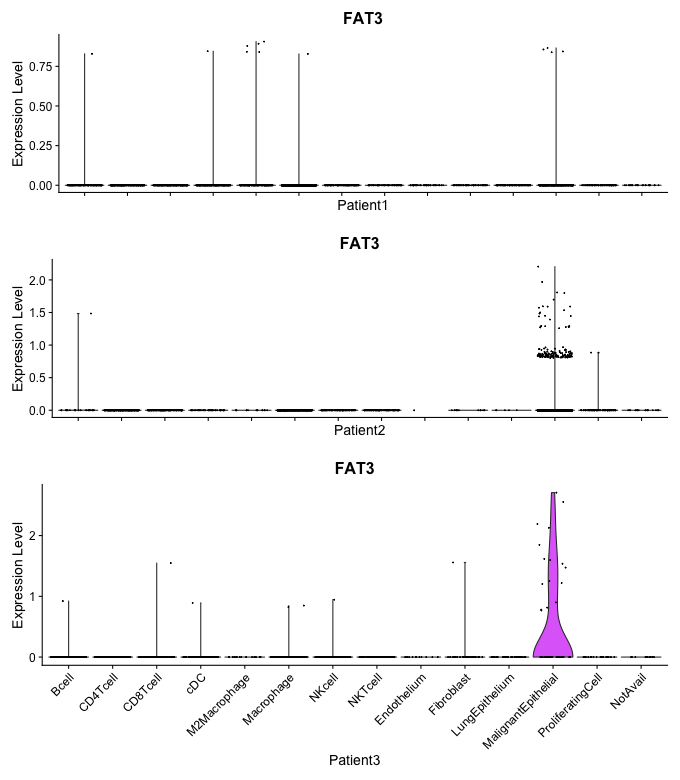 FAT3
Expression Level
0.75
0.50
0.25
0.00
Patient1
FAT3
Expression Level
2.0
1.5
1.0
0.5
0.0
Patient2
FAT3
Expression Level
2
1
0
Bcell
CD4Tcell
CD8Tcell
cDC
M2Macrophage
Macrophage
NKcell
NKTcell
Endothelium
Fibroblast
LungEpithelium
MalignantEpithelial
ProliferatingCell
NotAvail
Patient3